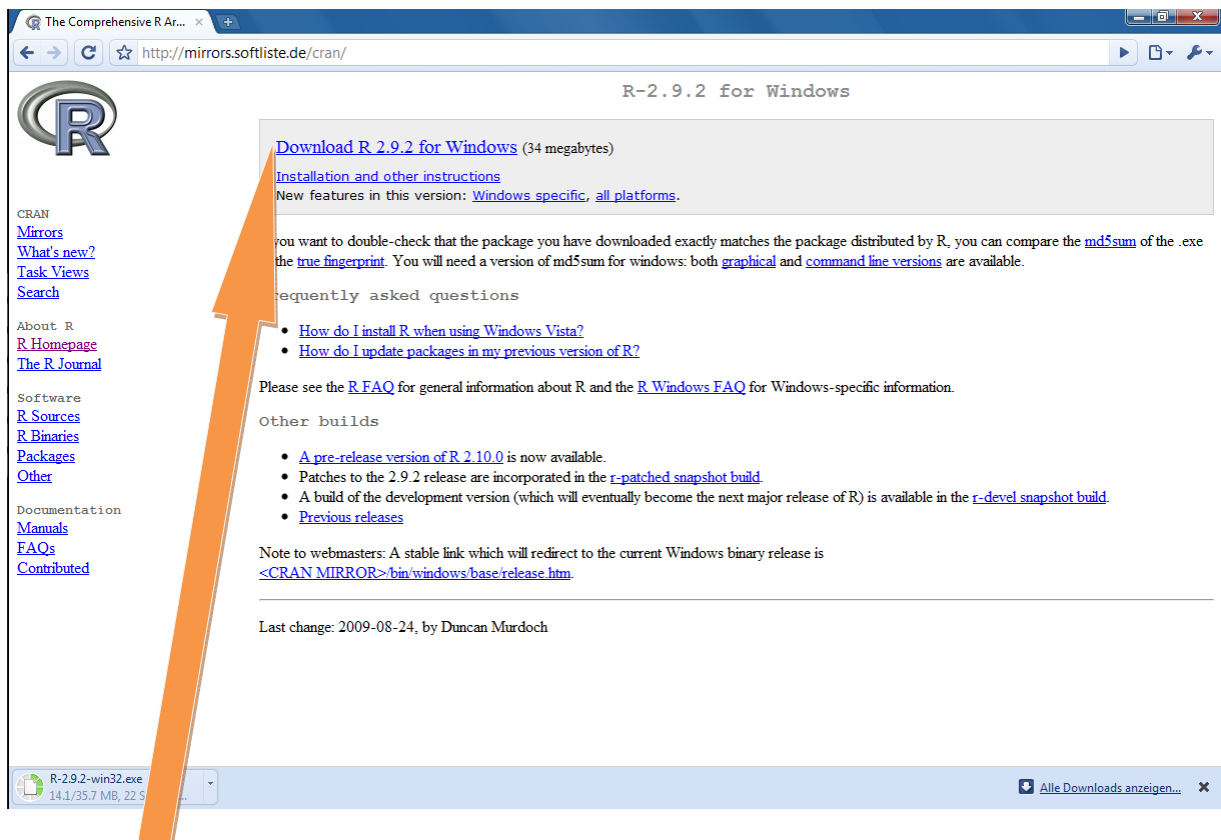 The Comprehensive R Ar...
http://mirrors.softliste.de/cran/
R
CRAN
Mirrors
What's new?
Task Views
Search
About R
R Homepage
The R Journal
Software
R Sources
R Binaries
Packages
Other
Documentation
Manuals
FAQs
Contributed
R-2.9.2 for Windows
Download R 2.9.2 for Windows (34 megabytes)
Installation and other instructions
New features in this version: Windows specific, all platforms.
you want to double-check that the package you have downloaded exactly matches the package distributed by R, you can compare the md5sum of the .exe
the true fingerprint. You will need a version of md5sum for windows: both graphical and command line versions are available.
requently asked questions
How do I install R when using Windows Vista?
How do I update packages in my previous version of R?
Please see the R FAQ for general information about R and the R Windows FAQ for Windows-specific information.
Other builds
A pre-release version of R 2.10.0 is now available.
Patches to the 2.9.2 release are incorporated in the r-patched snapshot build.
A build of the development version (which will eventually become the next major release of R) is available in the r-devel snapshot build.
Previous releases
Note to webmasters: A stable link which will redirect to the current Windows binary release is
<CRAN MIRROR>/bin/windows/base/release.htm.
Last change: 2009-08-24, by Duncan Murdoch
R-2.9.2-win32.exe
14.1/35.7 MB, 22 S
Alle Downloads anzeigen...